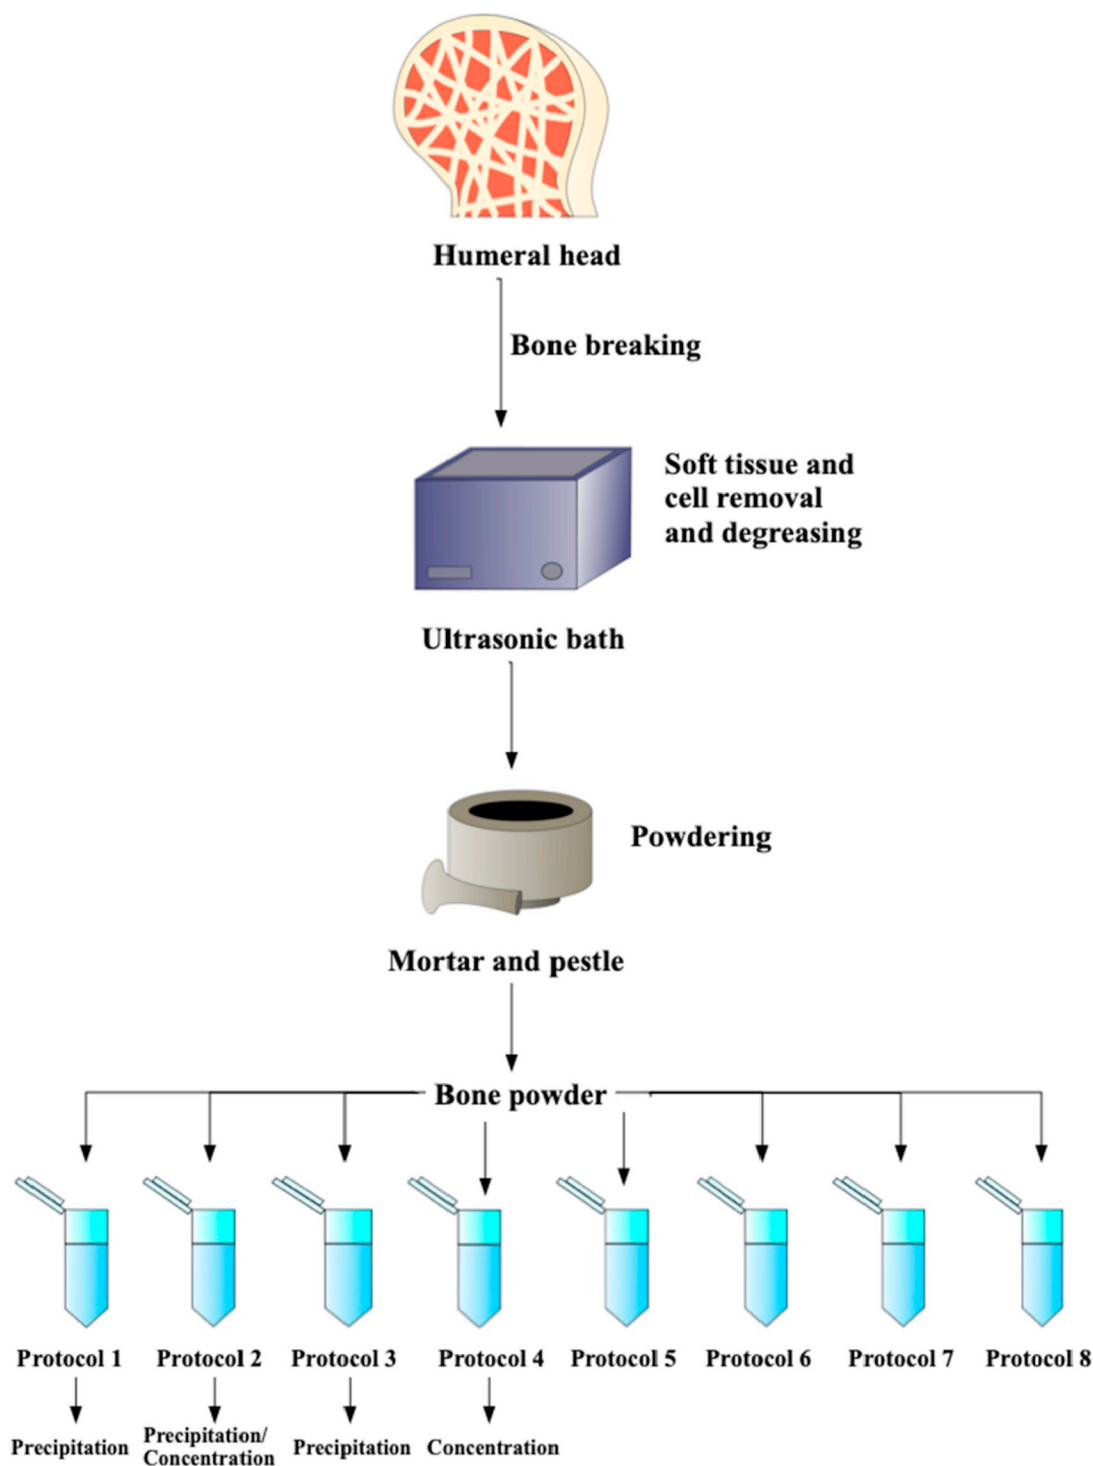 Humeral head
Bone breaking
Soft tissue and
cell removal
and degreasing
Ultrasonic bath
Powdering
Mortar and pestle
Bone powder
Protocol 1 Protocol 2 Protocol 3 Protocol 4 Protocol 5 Protocol 6 Protocol 7 Protocol 8
Precipitation
Precipitation/
Concentration
Precipitation
Concentration